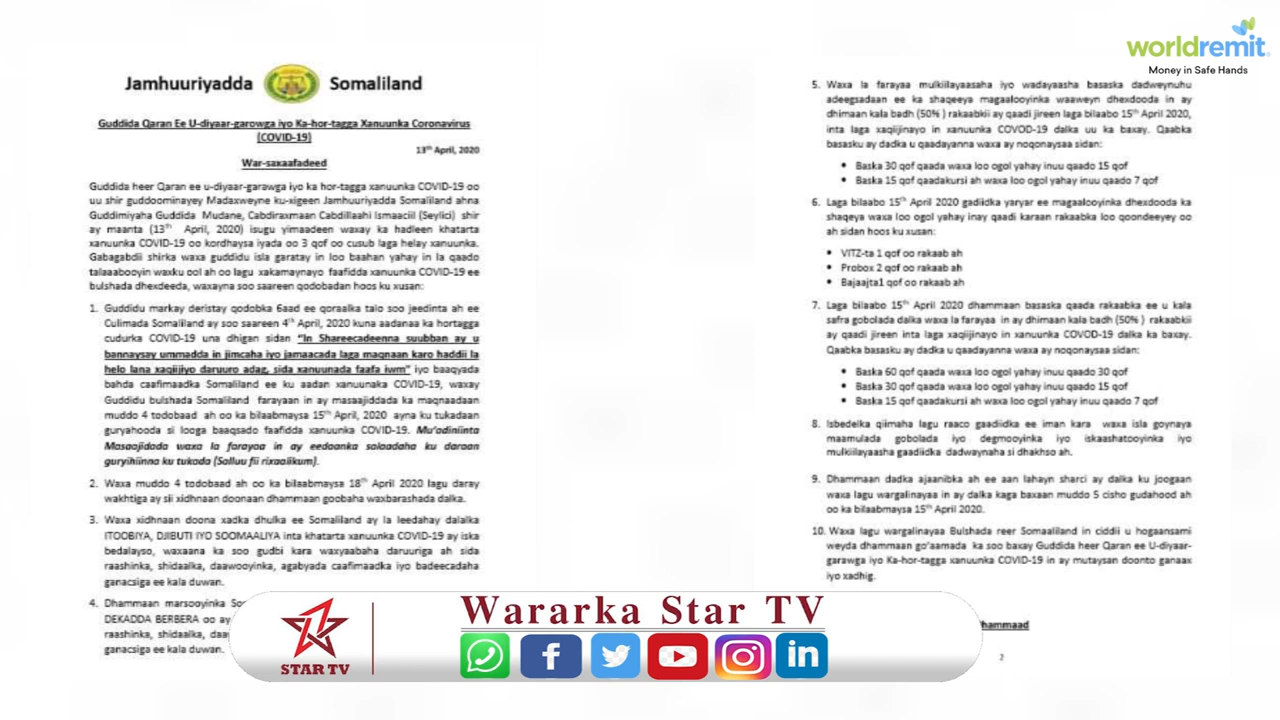 Jamhuuriyadda Somaliland
Guddida Qaran Ee U-diyaar-garowga iyo Ka-hor-tagga Xanuunka Coronavirus
(COVID-19)
13th April, 2020
War-saxaafadeed
Guddida heer Qaran ee u-diyaar-garawga iyo ka hor-tagga xanuunka COVID-19 oo
uu shir guddoominayey Madaxweyne ku-xigeen Jamhuuriyadda Somaliland ahna
Guddimiyaha Guddida Mudane, Cabdiraxmaan Cabdillaahi Ismaaciil (Seylici) shir
ay maanta (13th April, 2020) isugu yimaadeen waxay ka hadleen khatarta
xanuunka COVID-19 oo kordhaysa iyada oo 3 qof oo cusub laga helay xanuunka.
Gabagabdii shirka waxa guddidu isla garatay in loo baahan yahay in la qaado
talaaabooyin waxku ool ah oo lagu xakamaynayo faafidda xanuunka COVID-19 ee
bulshada dhexdeeda, waxayna soo saareen qodobadan hoos ku xusan:
1. Guddidu markay deristay qodobka 6aad ee qoraalka talo soo jeedinta ah ee
Culimada Somaliland ay soo saareen 4th April, 2020 kuna aadanaa ka hortagga
cudurka COVID-19 una dhigan sidan "In Shareecadeenna suubban ay u
bannaysay ummadda in jimcaha iyo jamaacada laga maqnaan karo haddii la
helo lana xaqiijiyo daruuro adag, sida xanuunada faafa iwm" iyo baaqyada
bahda caafimaadka Somaliland ee ku aadan xanuunaka COVID-19, waxay
Guddidu bulshada Somaliland farayaan in ay masaajiddada ka maqnaadaan
muddo 4 todobaad ah oo ka bilaabmaysa 15th April, 2020 ayna ku tukadaan
guryahooda si looga baaqsado faafidda xanuunka COVID-19. Mu'adiniinta
Masaajidada waxa la farayaa in ay eedaanka salaadaha ku daraan
guryihiinna ku tukada (Salluu fii rixaalikum).
2. Waxa muddo 4 todobaad ah oo ka bilaabmaysa 18th April 2020 lagu daray
wakhtiga ay sii xidhnaan doonaan dhammaan goobaha waxbarashada dalka.
3. Waxa xidhnaan doona xadka dhulka ee Somaliland ay la leedahay dalalka
ITOOBIYA, DJIBUTI IYO SOOMAALIYA inta khatarta xanuunka COVID-19 ay iska
bedalayso, waxaana ka soo gudbi kara waxyaabaha daruuriga ah sida
raashinka, shidaalka, daawooyinka, agabyada caafimaadka iyo badeecadaha
ganacsiga ee kala duwan.
4. Dhammaan marsooyinka
DEKADDA BERBERA oo ay
raashinka, shidaalka,
ganacsiga ee kala duwan.
worldremit
Money in Safe Hands
5. Waxa la farayaa mulkiilayaasaha iyo wadayaasha basaska dadweynuhu
adeegsadaan ee ka shaqeeya magaalooyinka waaweyn dhexdooda in ay
dhimaan kala badh (50% ) rakaabkii ay qaadi jireen laga bilaabo 15th April 2020,
inta laga xaqiijinayo in xanuunka COVOD-19 dalka uu ka baxay. Qaabka
basasku ay dadka u qaadayanna waxa ay noqonaysaa sidan:
• Baska 30 qof qaada waxa loo ogol yahay inuu qaado 15 qof
• Baska 15 qof qaadakursi ah waxa loo ogol yahay inuu qaado 7 qof
6. Laga bilaabo 15th April 2020 gadiidka yaryar ee magaalooyinka dhexdooda ka
shaqeya waxa loo ogol yahay inay qaadi karaan rakaabka loo qoondeeyey oo
ah sidan hoos ku xusan:
• VITZ-ta 1 qof oo rakaab ah
• Probox 2 qof oo rakaab ah
• Bajaajta1 qof oo rakaab ah
7. Laga bilaabo 15th April 2020 dhammaan basaska qaada rakaabka ee u kala
safra gobolada dalka waxa la farayaa in ay dhimaan kala badh (50% ) rakaabkii
ay qaadi jireen inta laga xaqiijinayo in xanuunka COVOD-19 dalka ka baxay.
Qaabka basasku ay dadka u qaadayanna waxa ay noqonaysaa sidan:
• Baska 60 qof qaada waxa loo ogol yahay inuu qaado 30 qof
• Baska 30 qof qaada waxa loo ogol yahay inuu qaado 15 qof
• Baska 15 qof qaadakursi ah waxa loo ogol yahay inuu qaado 7 qof
8. Isbedelka qiimaha lagu raaco gaadiidka ee iman kara waxa isla goynaya
maamulada gobolada iyo degmooyinka iyo iskaashatooyinka iyo
mulkiilayaasha gaadiidka dadwaynaha si dhakhso ah.
9. Dhammaan dadka ajaanibka ah ee aan lahayn sharci ay dalka ku joogaan
waxa lagu wargalinayaa in ay dalka kaga baxaan muddo 5 cisho gudahood ah
oo ka bilaabmaysa 15th April 2020.
10. Waxa lagu wargalinayaa Bulshada reer Somaaliland in ciddii u hogaansami
weyda dhammaan go'aamada ka soo baxay Guddida heer Qaran ee U-diyaar-
garawga iyo Ka-hor-tagga xanuunka COVID-19 in ay mutaysan doonto ganaax
iyo xadhig.
2
STAR TV
Wararka Star TV